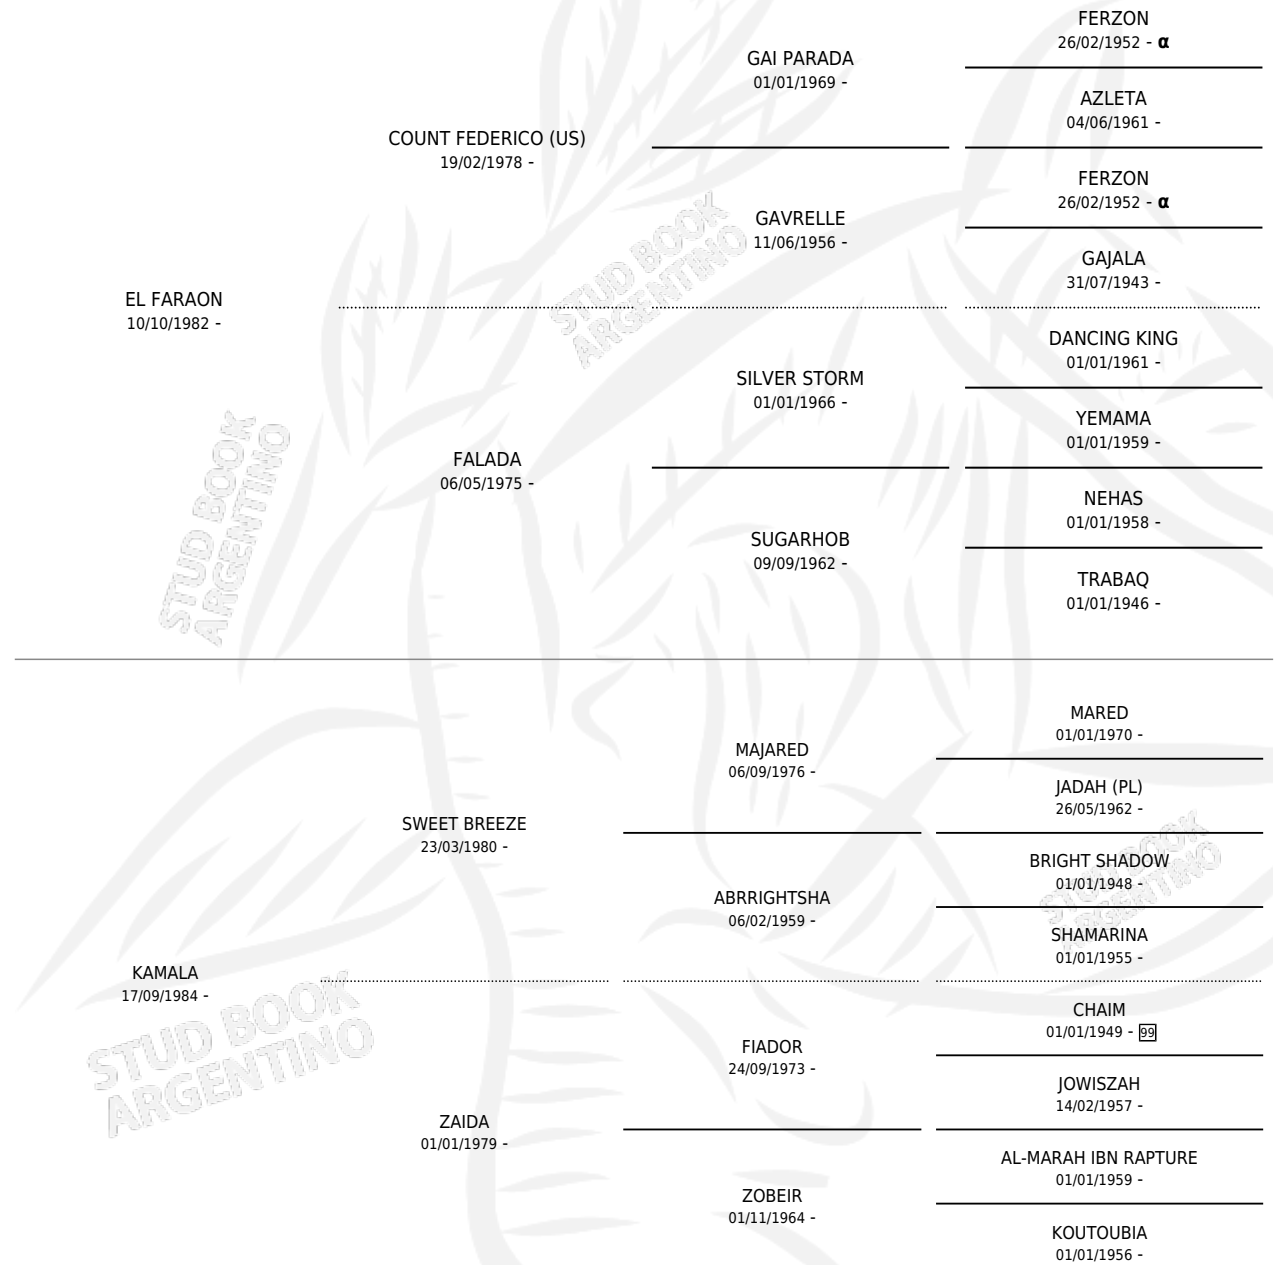 FERZON
26/02/1952 - α
GAI PARADA
01/01/1969 -
AZLETA
04/06/1961 -
COUNT FEDERICO (US)
19/02/1978 -
FERZON
26/02/1952 - α
GAVRELLE
11/06/1956 -
GAJALA
31/07/1943 -
EL FARAON
10/10/1982 -
DANCING KING
01/01/1961 -
SILVER STORM
01/01/1966 -
YEMAMA
01/01/1959 -
FALADA
06/05/1975 -
NEHAS
01/01/1958 -
SUGARHOB
09/09/1962 -
TRABAQ
01/01/1946 -
MARED
01/01/1970 -
MAJARED
06/09/1976 -
JADAH (PL)
26/05/1962 -
SWEET BREEZE
23/03/1980 -
BRIGHT SHADOW
01/01/1948 -
ABRRIGHTSHA
06/02/1959 -
SHAMARINA
01/01/1955 -
KAMALA
17/09/1984 -
CHAIM
01/01/1949 - 99
FIADOR
24/09/1973 -
JOWISZAH
14/02/1957 -
ZAIDA
01/01/1979 -
AL-MARAH IBN RAPTURE
01/01/1959 -
ZOBEIR
01/11/1964 -
KOUTOUBIA
01/01/1956 -
STUD BOOK
ARGENTINO
STUD BOOK
ARGENTINO
STUD BOOK
ARGENTINO
STUD BOOK
ARGENTINO